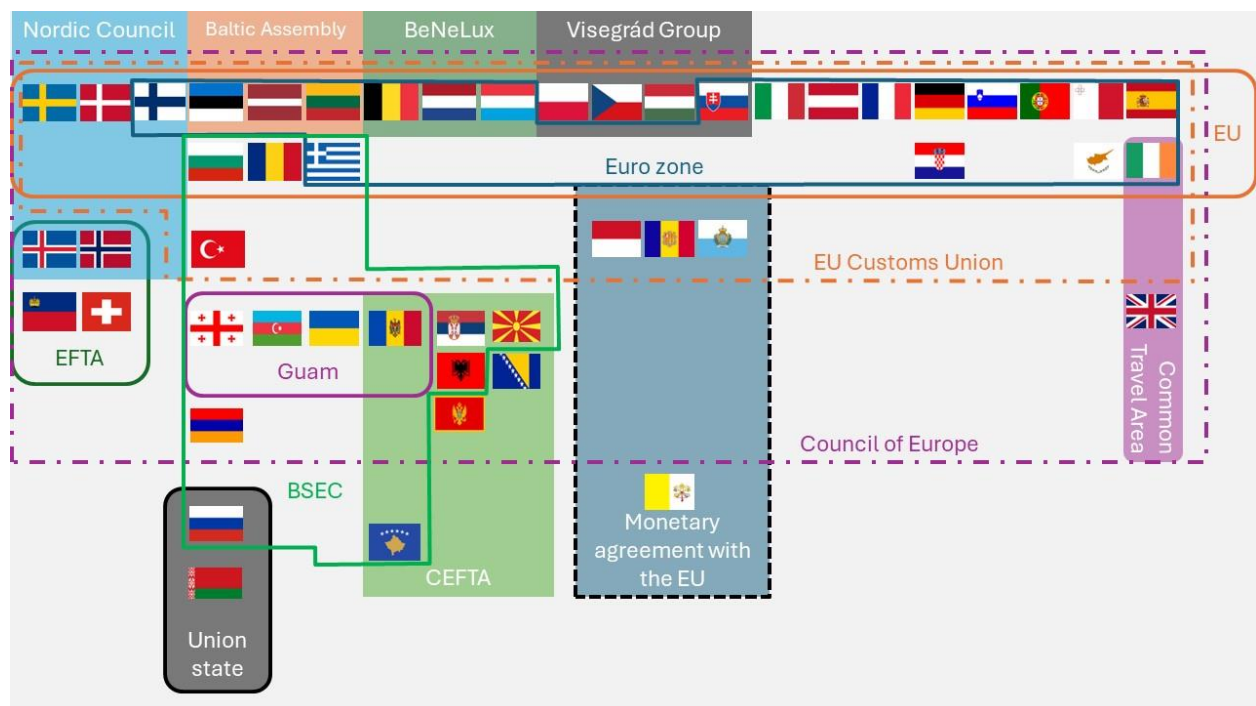 Nordic Council
Baltic Assembly
BeNeLux
Visegrád Group
EU
Euro zone
EU Customs Union
EFTA
Guam
Common
Travel Area
Council of Europe
BSEC
Monetary
agreement with
the EU
CEFTA
Union
state